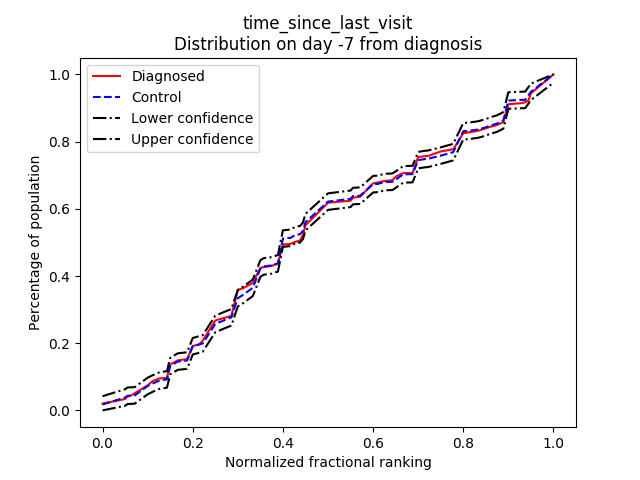 time_since_last_visit
Distribution on day -7 from diagnosis
Diagnosed
Control
Lower confidence
Upper confidence
Percentage of population
1.0
0.8
0.6
0.4
0.2
0.0
0.0 0.2 0.4 0.6 0.8 1.0
Normalized fractional ranking